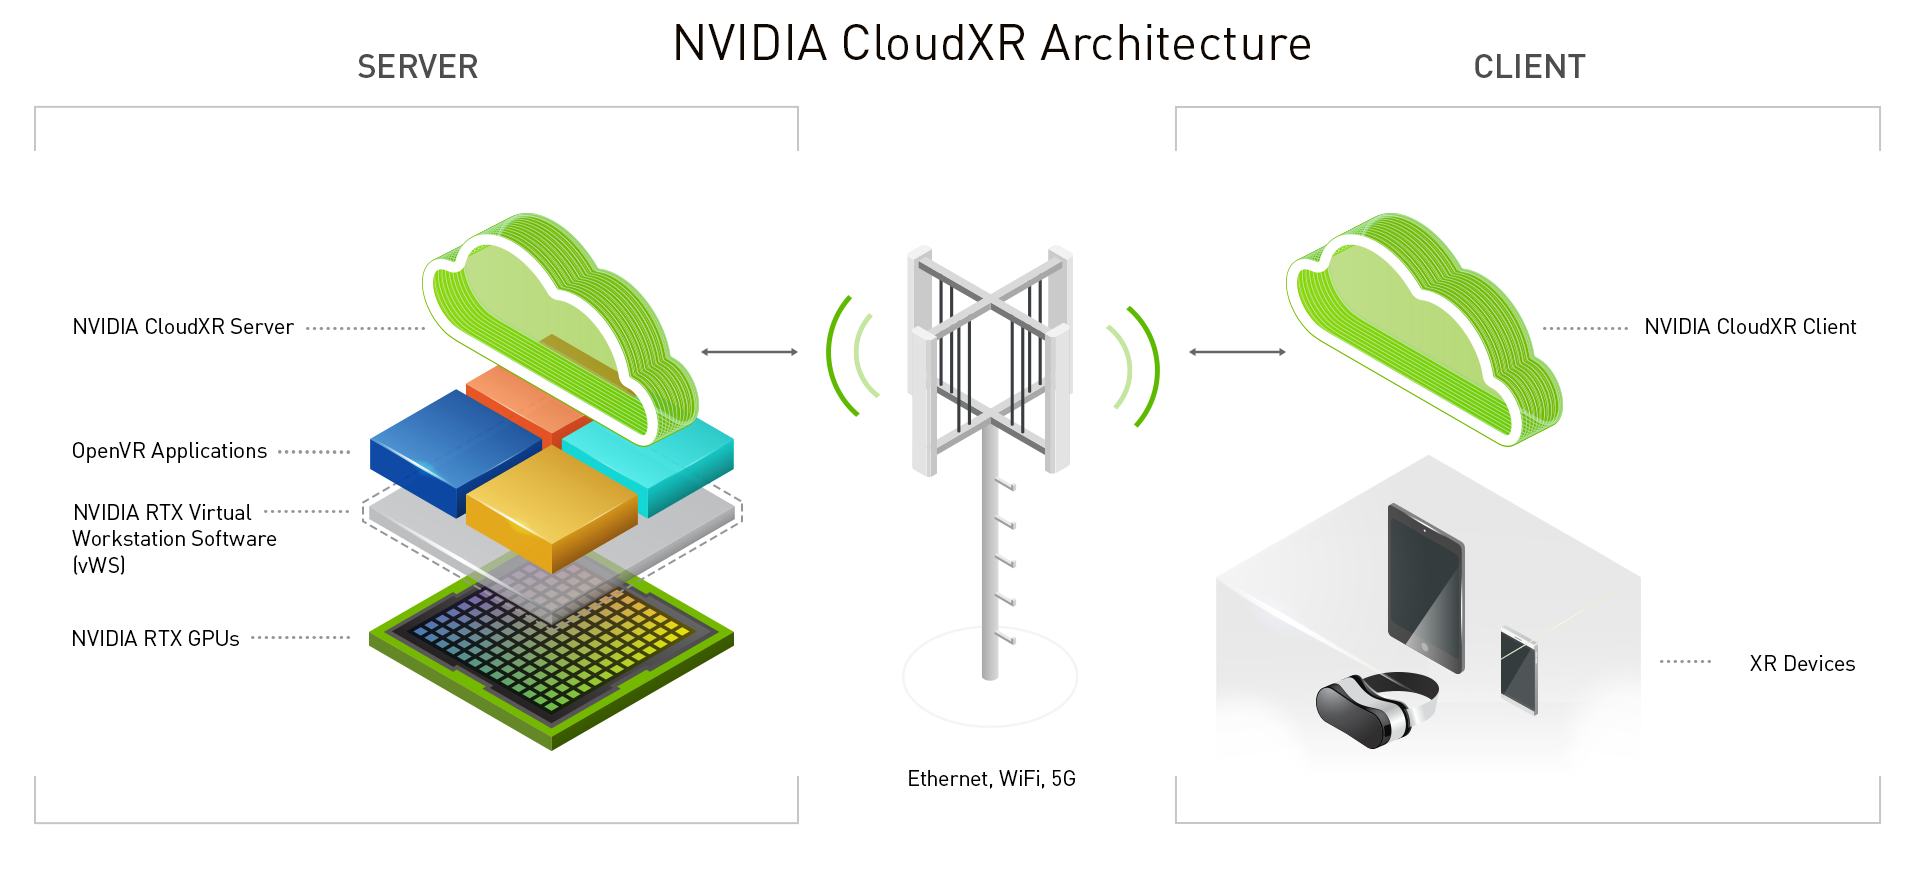 NVIDIA CloudXR Architecture
SERVER
CLIENT
NVIDIA CloudXR Server
OpenVR Applications
NVIDIA RTX Virtual
Workstation Software
(vWS)
NVIDIA RTX GPUs
Ethernet, WiFi, 5G
NVIDIA CloudXR Client
XR Devices